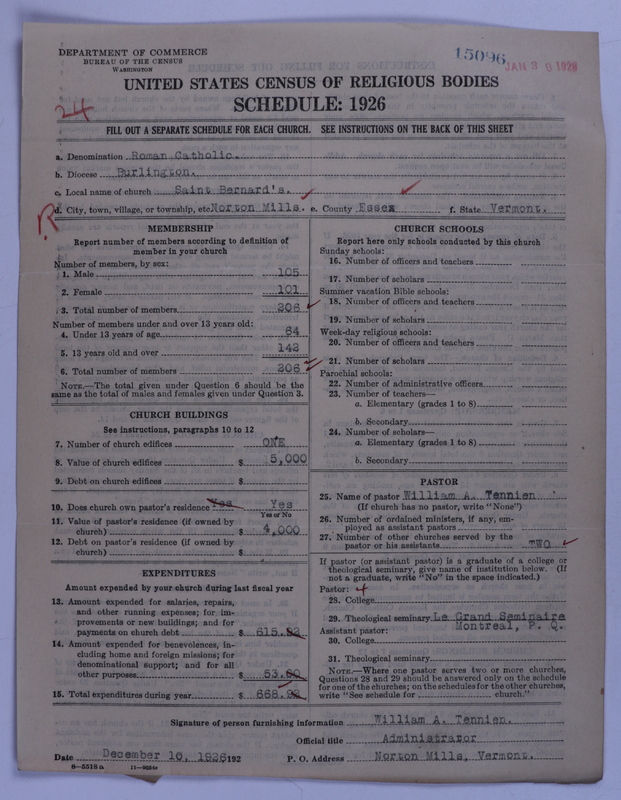 DEPARTMENT OF COMMERCE
BUREAU OF THE CENSUS
WASHINGTON
15096
JAN 3 1928
UNITED STATES CENSUS OF RELIGIOUS BODIES
SCHEDULE: 1926
24
FILL OUT A SEPARATE SCHEDULE FOR EACH CHURCH. SEE INSTRUCTIONS ON THE BACK OF THIS SHEET
a. Denomination Roman Catholic.
b. Diocese Burlington.
c. Local name of church Saint Bernard's.
R
d. City, town, village, or township, etc. Norton Mills. e. County Essex f. State Vermont.
MEMBERSHIP
Report number of members according to definition of
member in your church
Number of members, by sex:
1. Male 105
2. Female 101
3. Total number of members 206
Number of members under and over 13 years old:
4. Under 13 years of age 64
5. 13 years old and over 142
6. Total number of members 206
NOTE.—The total given under Question 6 should be the
same as the total of males and females given under Question 3.
CHURCH BUILDINGS
See instructions, paragraphs 10 to 12
7. Number of church edifices ONE
8. Value of church edifices $ 5,000
9. Debt on church edifices $
10. Does church own pastor's residence Yes Yes
Yes or No
11. Value of pastor's residence (if owned by
church) $ 4,000
12. Debt on pastor's residence (if owned by
church) $
EXPENDITURES
Amount expended by your church during last fiscal year
13. Amount expended for salaries, repairs,
and other running expenses; for im-
provements or new buildings; and for
payments on church debt $ 615.
14. Amount expended for benevolences, in-
cluding home and foreign missions; for
denominational support; and for all
other purposes $ 53.
15. Total expenditures during year $ 668.
CHURCH SCHOOLS
Report here only schools conducted by this church
Sunday schools:
16. Number of officers and teachers
17. Number of scholars
Summer vacation Bible schools:
18. Number of officers and teachers
19. Number of scholars
Week-day religious schools:
20. Number of officers and teachers
21. Number of scholars
Parochial schools:
22. Number of administrative officers
23. Number of teachers—
a. Elementary (grades 1 to 8)
b. Secondary
24. Number of scholars—
a. Elementary (grades 1 to 8)
b. Secondary
PASTOR
25. Name of pastor William A. Tennien
(If church has no pastor, write "None")
26. Number of ordained ministers, if any, em-
ployed as assistant pastors
27. Number of other churches served by the
pastor or his assistants TWO
If pastor (or assistant pastor) is a graduate of a college or
theological seminary, give name of institution below. (If
not a graduate, write "No" in the space indicated.)
Pastor: 4
28. College
29. Theological seminary Le Grand Seminaire
Assistant pastor: Montreal, P. Q.
30. College
31. Theological seminary
NOTE.—Where one pastor serves two or more churches,
Questions 28 and 29 should be answered only on the schedule
for one of the churches; on the schedules for the other churches,
write "See schedule for church."
Signature of person furnishing information William A. Tennien.
Official title Administrator
Date December 10, 1926 192 P. O. Address Norton Mills, Vermont.
8—5518 a